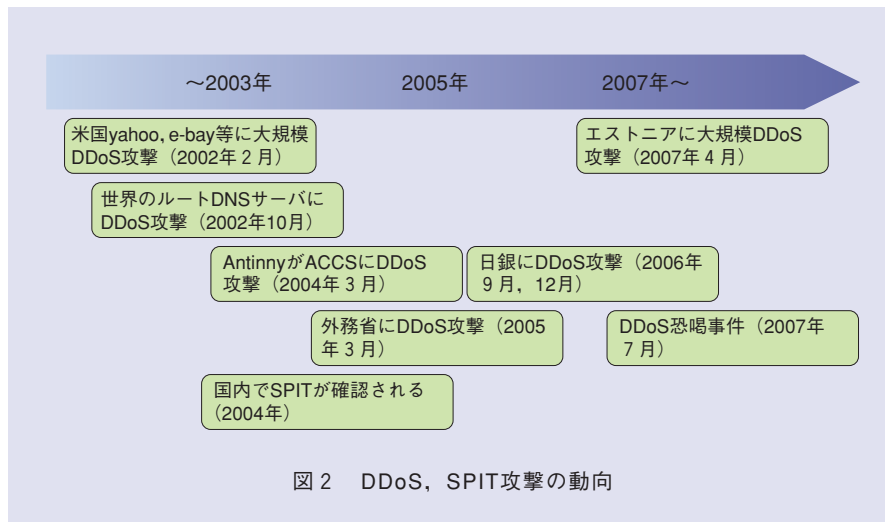 ～2003年
2005年
2007年～
米国yahoo, e-bay等に大規模
DDoS攻撃（2002年２月）
エストニアに大規模DDoS
攻撃（2007年４月）
世界のルートDNSサーバに
DDoS攻撃（2002年10月）
AntinnyがACCSにDDoS
攻撃（2004年３月）
日銀にDDoS攻撃（2006年
９月，12月）
外務省にDDoS攻撃（2005
年３月）
DDoS恐喝事件（2007年
７月）
国内でSPITが確認される
（2004年）
図２　DDoS，SPIT攻撃の動向